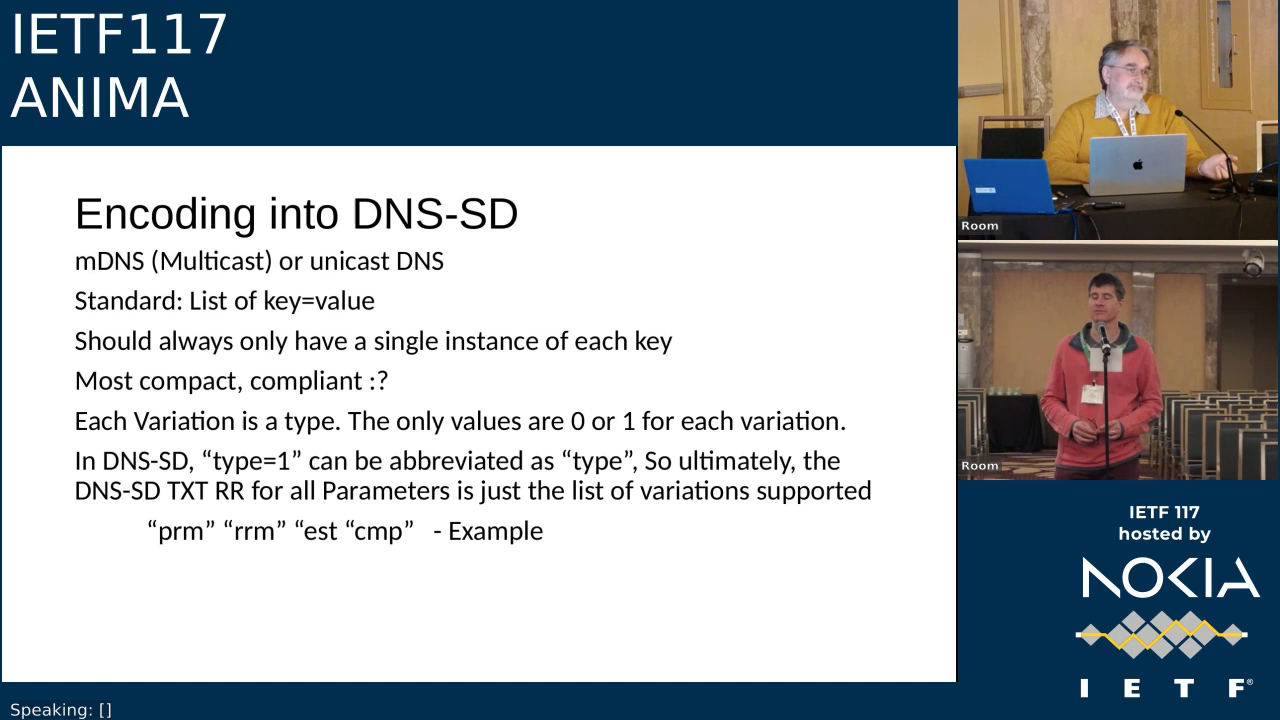 IETF117
ANIMA
Encoding into DNS-SD
mDNS (Multicast) or unicast DNS
Standard: List of key=value
Should always only have a single instance of each key
Most compact, compliant :?
Each Variation is a type. The only values are 0 or 1 for each variation.
In DNS-SD, “type=1” can be abbreviated as “type”, So ultimately, the
DNS-SD TXT RR for all Parameters is just the list of variations supported
“prm” “rrm” “est “cmp”   - Example
Room
Room
IETF 117
hosted by
NOKIA
I E T F®
Speaking: []